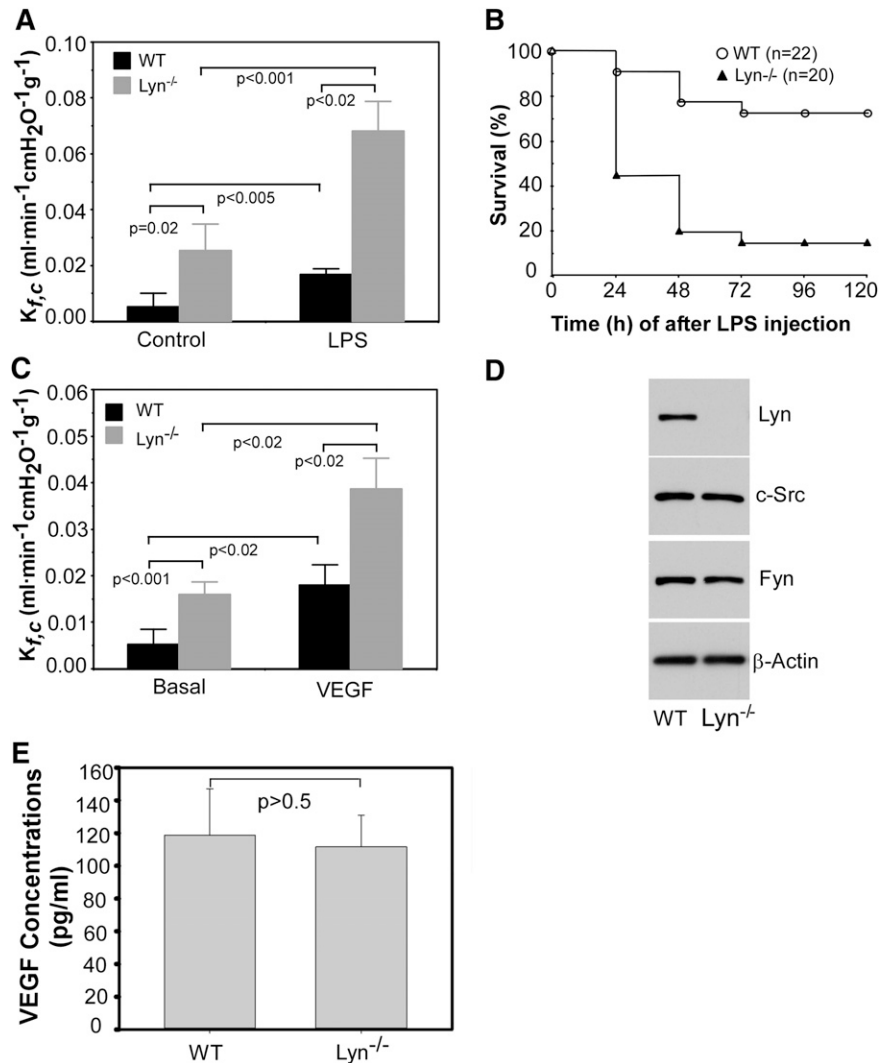 A
K_f,c (ml·min⁻¹cmH₂O⁻¹g⁻¹)
0.10
0.08
0.06
0.04
0.02
0.00
WT
Lyn⁻/⁻
p<0.001
p<0.02
p<0.005
p=0.02
Control
LPS
B
Survival (%)
100
80
60
40
20
0
WT (n=22)
Lyn-/- (n=20)
0
24
48
72
96
120
Time (h) of after LPS injection
C
K_f,c (ml·min⁻¹cmH₂O⁻¹g⁻¹)
0.06
0.05
0.04
0.03
0.02
0.01
0.00
WT
Lyn⁻/⁻
p<0.02
p<0.02
p<0.02
p<0.001
Basal
VEGF
D
Lyn
c-Src
Fyn
β-Actin
WT
Lyn⁻/⁻
E
VEGF Concentrations
(pg/ml)
160
140
120
100
80
60
40
20
0
p>0.5
WT
Lyn⁻/⁻